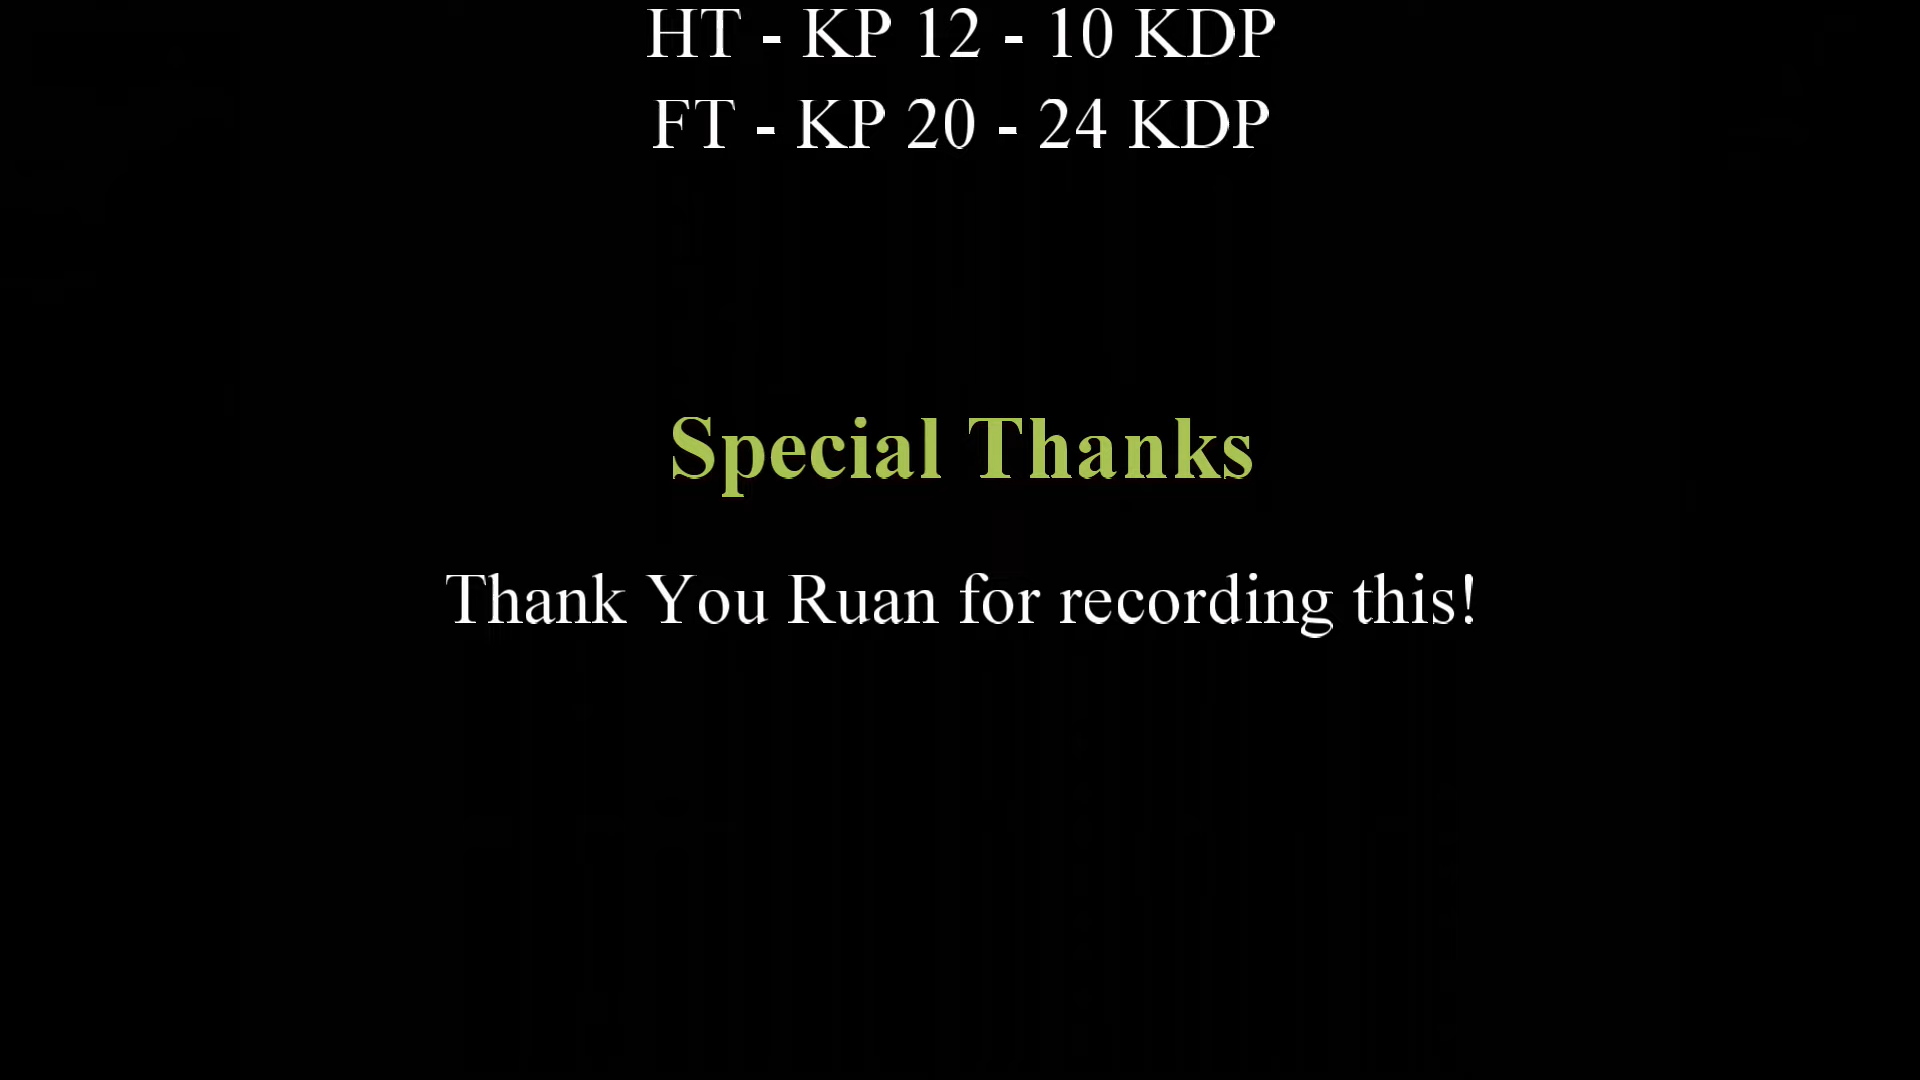 HT - KP 12 - 10 KDP
FT - KP 20 - 24 KDP
Special Thanks
Thank You Ruan for recording this!